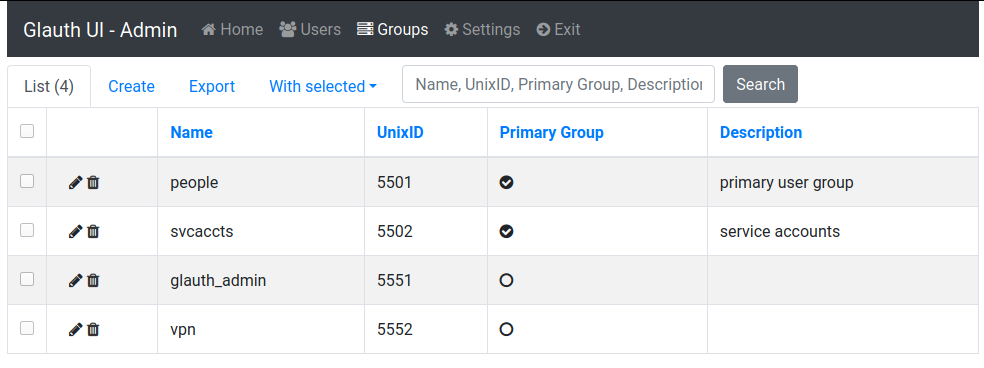 Glauth UI - Admin Home Users Groups Settings Exit
List (4) Create Export With selected Name, UnixID, Primary Group, Description Search
Name UnixID Primary Group Description
people 5501 primary user group
svcaccts 5502 service accounts
glauth_admin 5551
vpn 5552